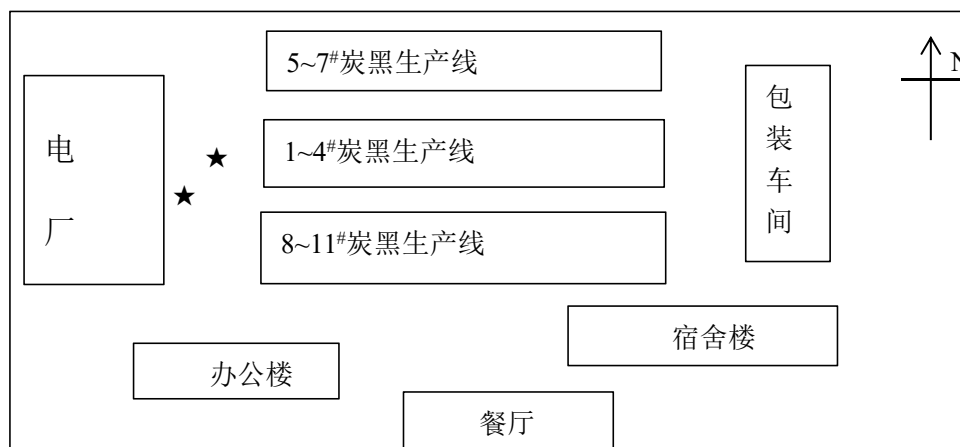 5~7#炭黑生产线
N
包装车间
电厂
1~4#炭黑生产线
8~11#炭黑生产线
宿舍楼
办公楼
餐厅